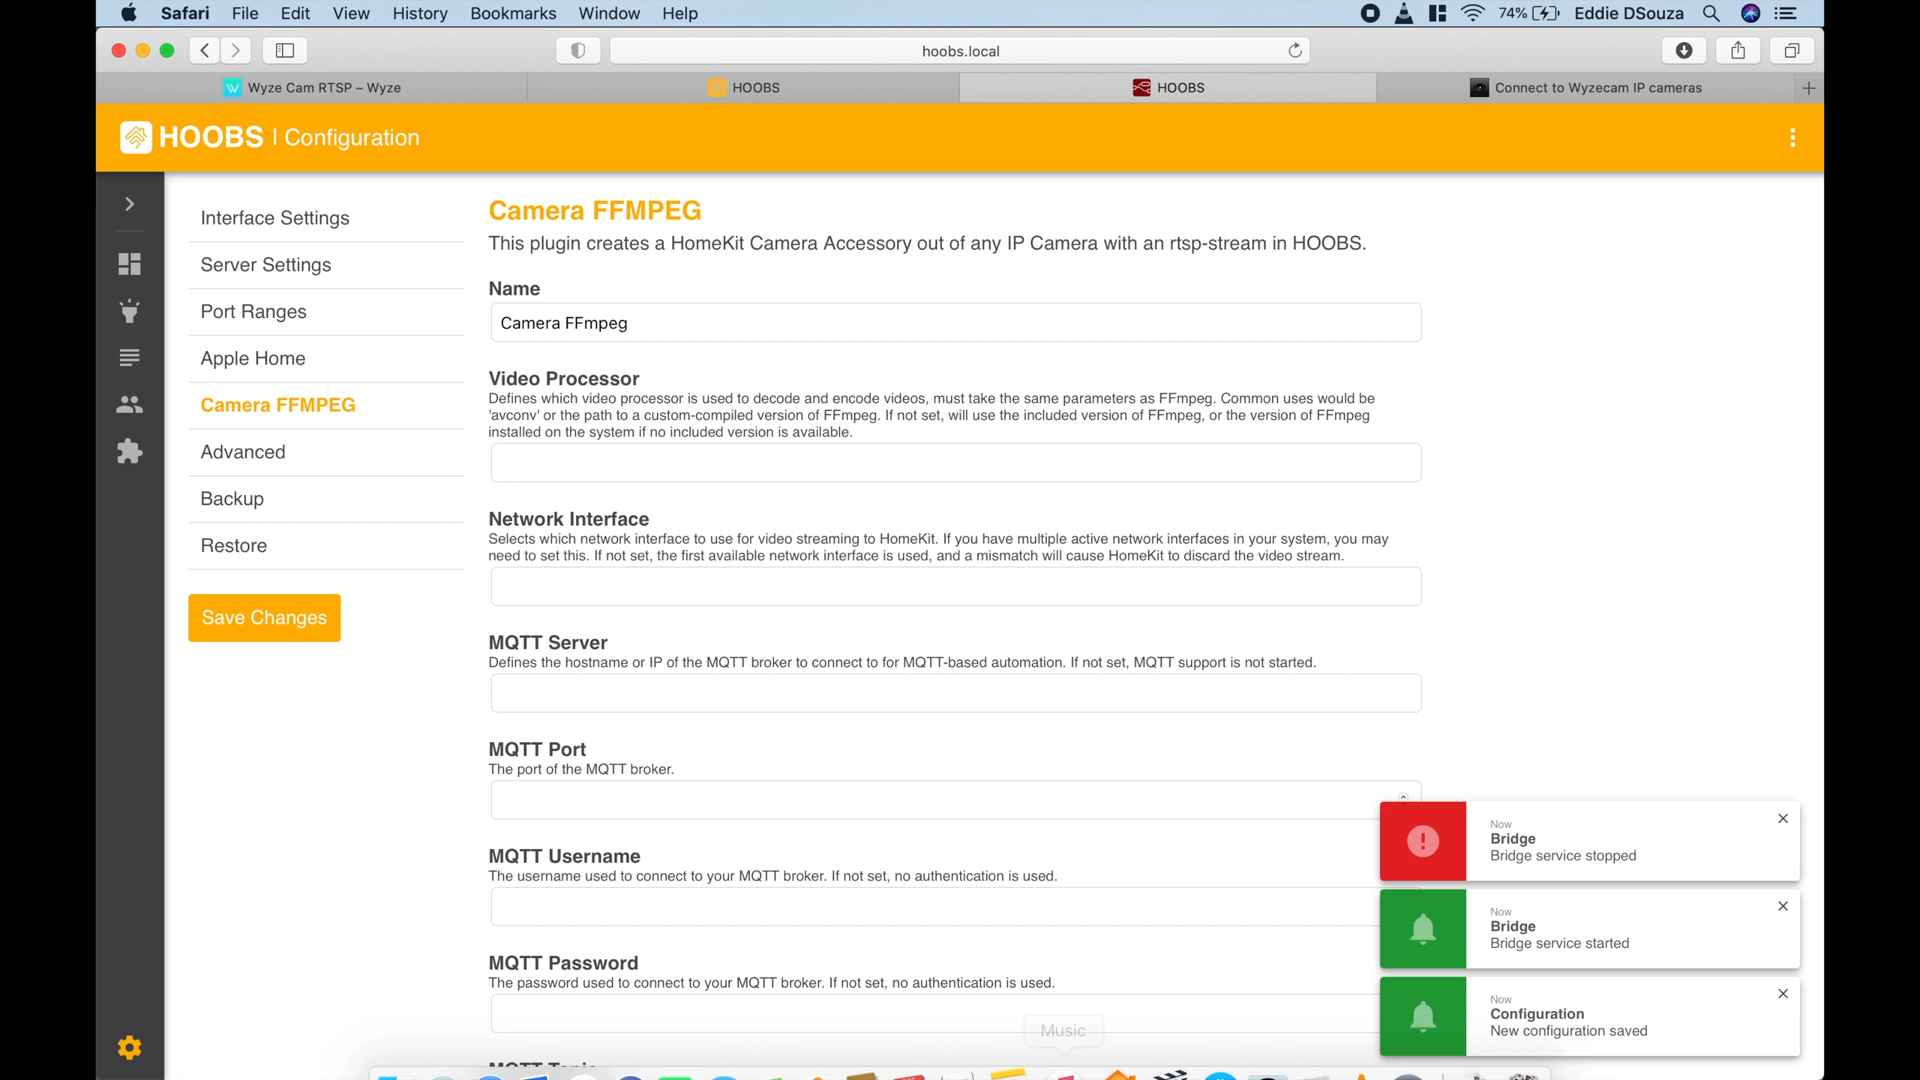 Safari File Edit View History Bookmarks Window Help 74% Eddie DSouza
hoobs.local
Wyze Cam RTSP – Wyze HOOBS HOOBS Connect to Wyzecam IP cameras
HOOBS | Configuration
Interface Settings
Server Settings
Port Ranges
Apple Home
Camera FFMPEG
Advanced
Backup
Restore
Save Changes
Camera FFMPEG
This plugin creates a HomeKit Camera Accessory out of any IP Camera with an rtsp-stream in HOOBS.
Name
Camera FFmpeg
Video Processor
Defines which video processor is used to decode and encode videos, must take the same parameters as FFmpeg. Common uses would be
'avconv' or the path to a custom-compiled version of FFmpeg. If not set, will use the included version of FFmpeg, or the version of FFmpeg
installed on the system if no included version is available.
Network Interface
Selects which network interface to use for video streaming to HomeKit. If you have multiple active network interfaces in your system, you may
need to set this. If not set, the first available network interface is used, and a mismatch will cause HomeKit to discard the video stream.
MQTT Server
Defines the hostname or IP of the MQTT broker to connect to for MQTT-based automation. If not set, MQTT support is not started.
MQTT Port
The port of the MQTT broker.
MQTT Username
The username used to connect to your MQTT broker. If not set, no authentication is used.
MQTT Password
The password used to connect to your MQTT broker. If not set, no authentication is used.
MQTT Topic
Music
Now
Bridge
Bridge service stopped
Now
Bridge
Bridge service started
Now
Configuration
New configuration saved